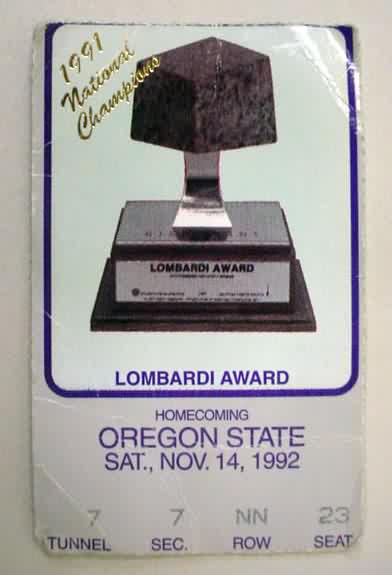 1991
National
Champions
LOMBARDI AWARD
LOMBARDI AWARD
HOMECOMING
OREGON STATE
SAT., NOV. 14, 1992
7 7 NN 23
TUNNEL SEC. ROW SEAT